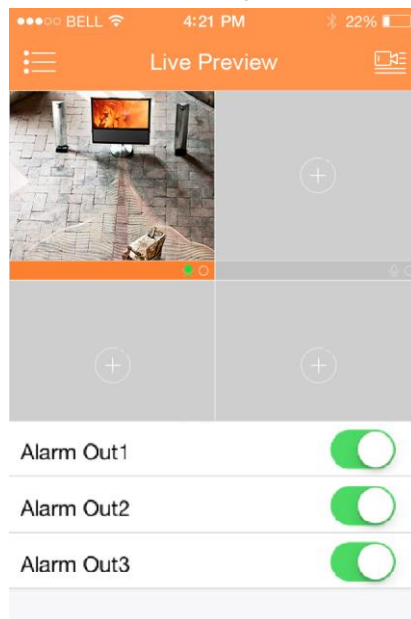 BELL 4:21 PM 22%
Live Preview
Alarm Out1
Alarm Out2
Alarm Out3